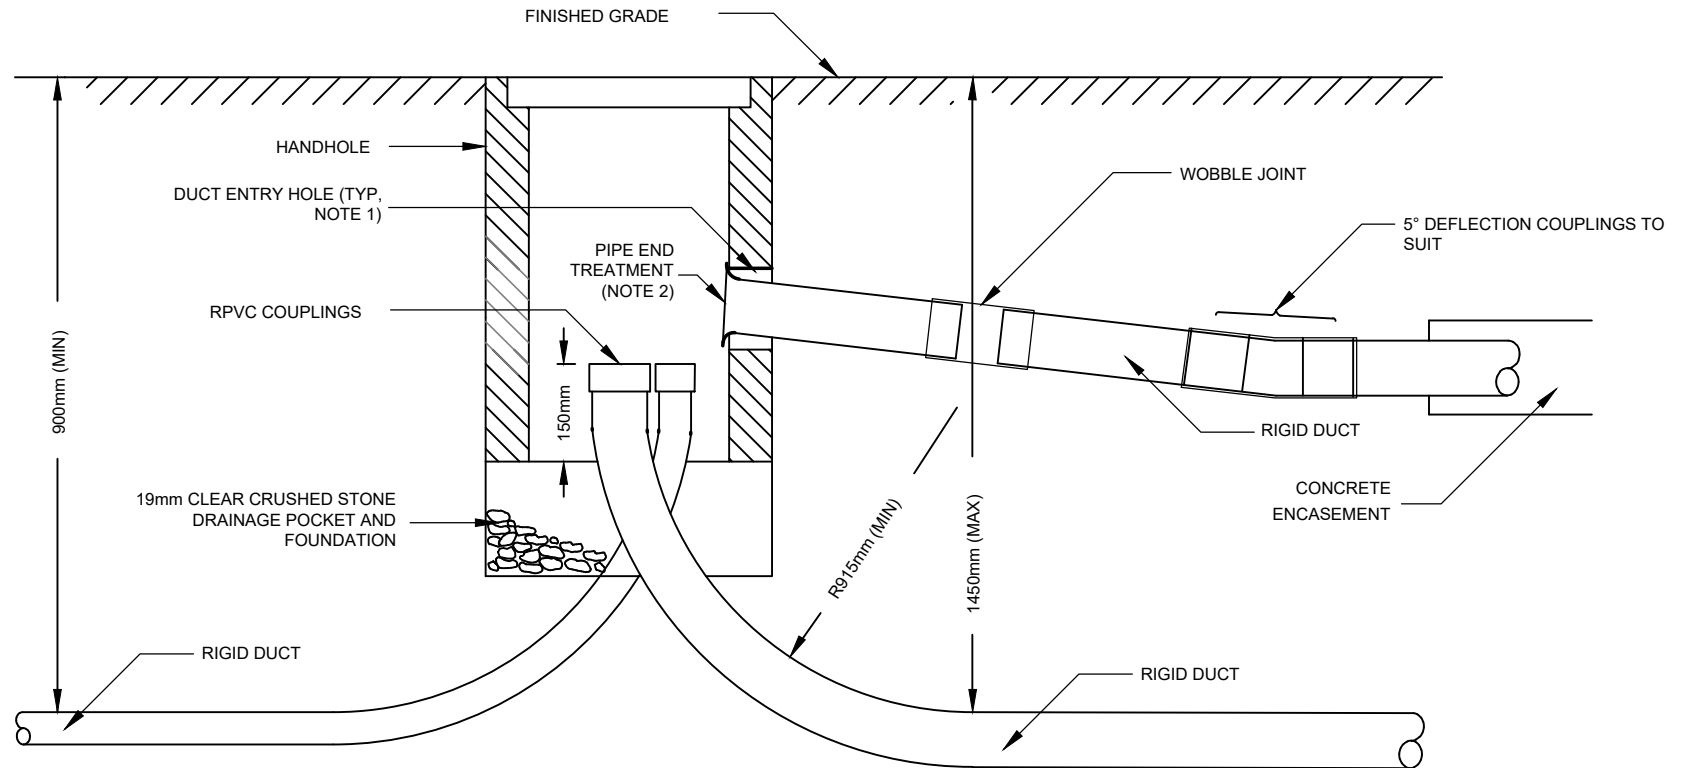 FINISHED GRADE
HANDHOLE
DUCT ENTRY HOLE (TYP,
NOTE 1)
WOBBLE JOINT
5° DEFLECTION COUPLINGS TO
SUIT
PIPE END
TREATMENT
(NOTE 2)
RPVC COUPLINGS
900mm (MIN)
150mm
RIGID DUCT
CONCRETE
ENCASEMENT
19mm CLEAR CRUSHED STONE
DRAINAGE POCKET AND
FOUNDATION
R915mm (MIN)
1450mm (MAX)
RIGID DUCT
RIGID DUCT